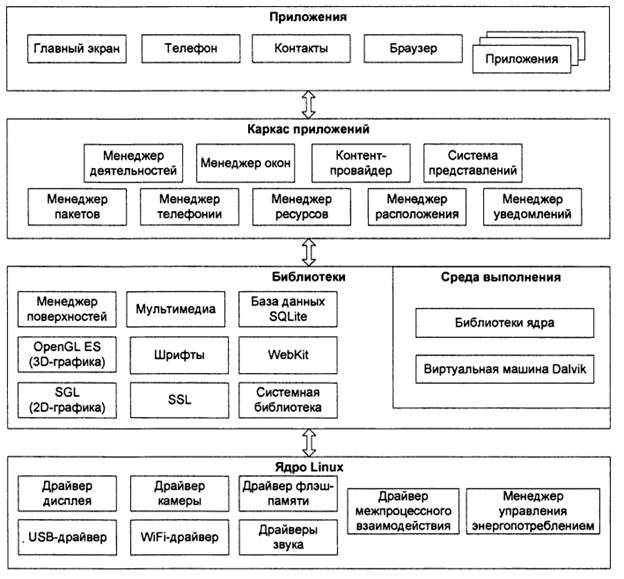 Приложения
Главный экран
Телефон
Контакты
Браузер
Приложения
Каркас приложений
Менеджер
деятельностей
Менеджер окон
Контент-
провайдер
Система
представлений
Менеджер
пакетов
Менеджер
телефонии
Менеджер
ресурсов
Менеджер
расположения
Менеджер
уведомлений
Библиотеки
Менеджер
поверхностей
Мультимедиа
База данных
SQLite
OpenGL ES
(3D-графика)
Шрифты
WebKit
SGL
(2D-графика)
SSL
Системная
библиотека
Среда выполнения
Библиотеки ядра
Виртуальная машина Dalvik
Ядро Linux
Драйвер
дисплея
Драйвер
камеры
Драйвер флэш-
памяти
Драйвер
межпроцессного
взаимодействия
Менеджер
управления
энергопотреблением
USB-драйвер
WiFi-драйвер
Драйверы
звука